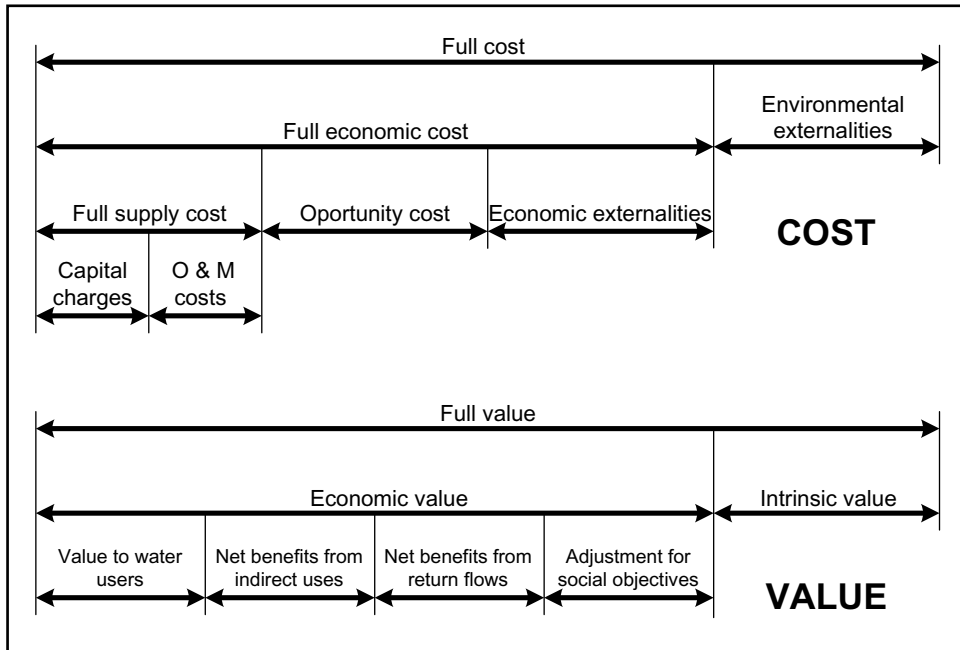 Full cost
Environmental
externalities
Full economic cost
Full supply cost
Oportunity cost
Economic externalities
COST
Capital
charges
O & M
costs
Full value
Economic value
Intrinsic value
Value to water
users
Net benefits from
indirect uses
Net benefits from
return flows
Adjustment for
social objectives
VALUE